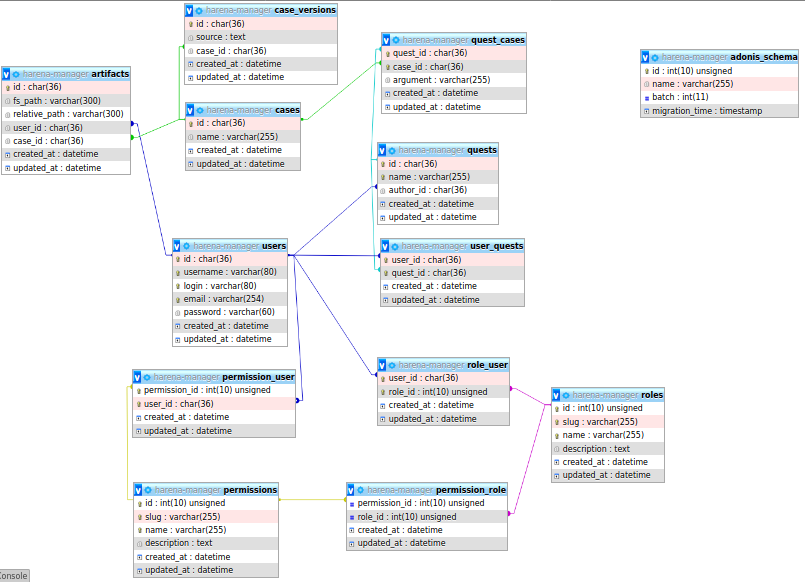 harena-manager case_versions
id : char(36)
source : text
case_id : char(36)
created_at : datetime
updated_at : datetime
harena-manager quest_cases
quest_id : char(36)
case_id : char(36)
argument : varchar(255)
created_at : datetime
updated_at : datetime
harena-manager adonis_schema
id : int(10) unsigned
name : varchar(255)
batch : int(11)
migration_time : timestamp
harena-manager artifacts
id : char(36)
fs_path : varchar(300)
relative_path : varchar(300)
user_id : char(36)
case_id : char(36)
created_at : datetime
updated_at : datetime
harena-manager cases
id : char(36)
name : varchar(255)
created_at : datetime
updated_at : datetime
harena-manager quests
id : char(36)
name : varchar(255)
author_id : char(36)
created_at : datetime
updated_at : datetime
harena-manager users
id : char(36)
username : varchar(80)
login : varchar(80)
email : varchar(254)
password : varchar(60)
created_at : datetime
updated_at : datetime
harena-manager user_quests
user_id : char(36)
quest_id : char(36)
created_at : datetime
updated_at : datetime
harena-manager permission_user
permission_id : int(10) unsigned
user_id : char(36)
created_at : datetime
updated_at : datetime
harena-manager role_user
user_id : char(36)
role_id : int(10) unsigned
created_at : datetime
updated_at : datetime
harena-manager roles
id : int(10) unsigned
slug : varchar(255)
name : varchar(255)
description : text
created_at : datetime
updated_at : datetime
harena-manager permissions
id : int(10) unsigned
slug : varchar(255)
name : varchar(255)
description : text
created_at : datetime
updated_at : datetime
harena-manager permission_role
permission_id : int(10) unsigned
role_id : int(10) unsigned
created_at : datetime
updated_at : datetime
Console